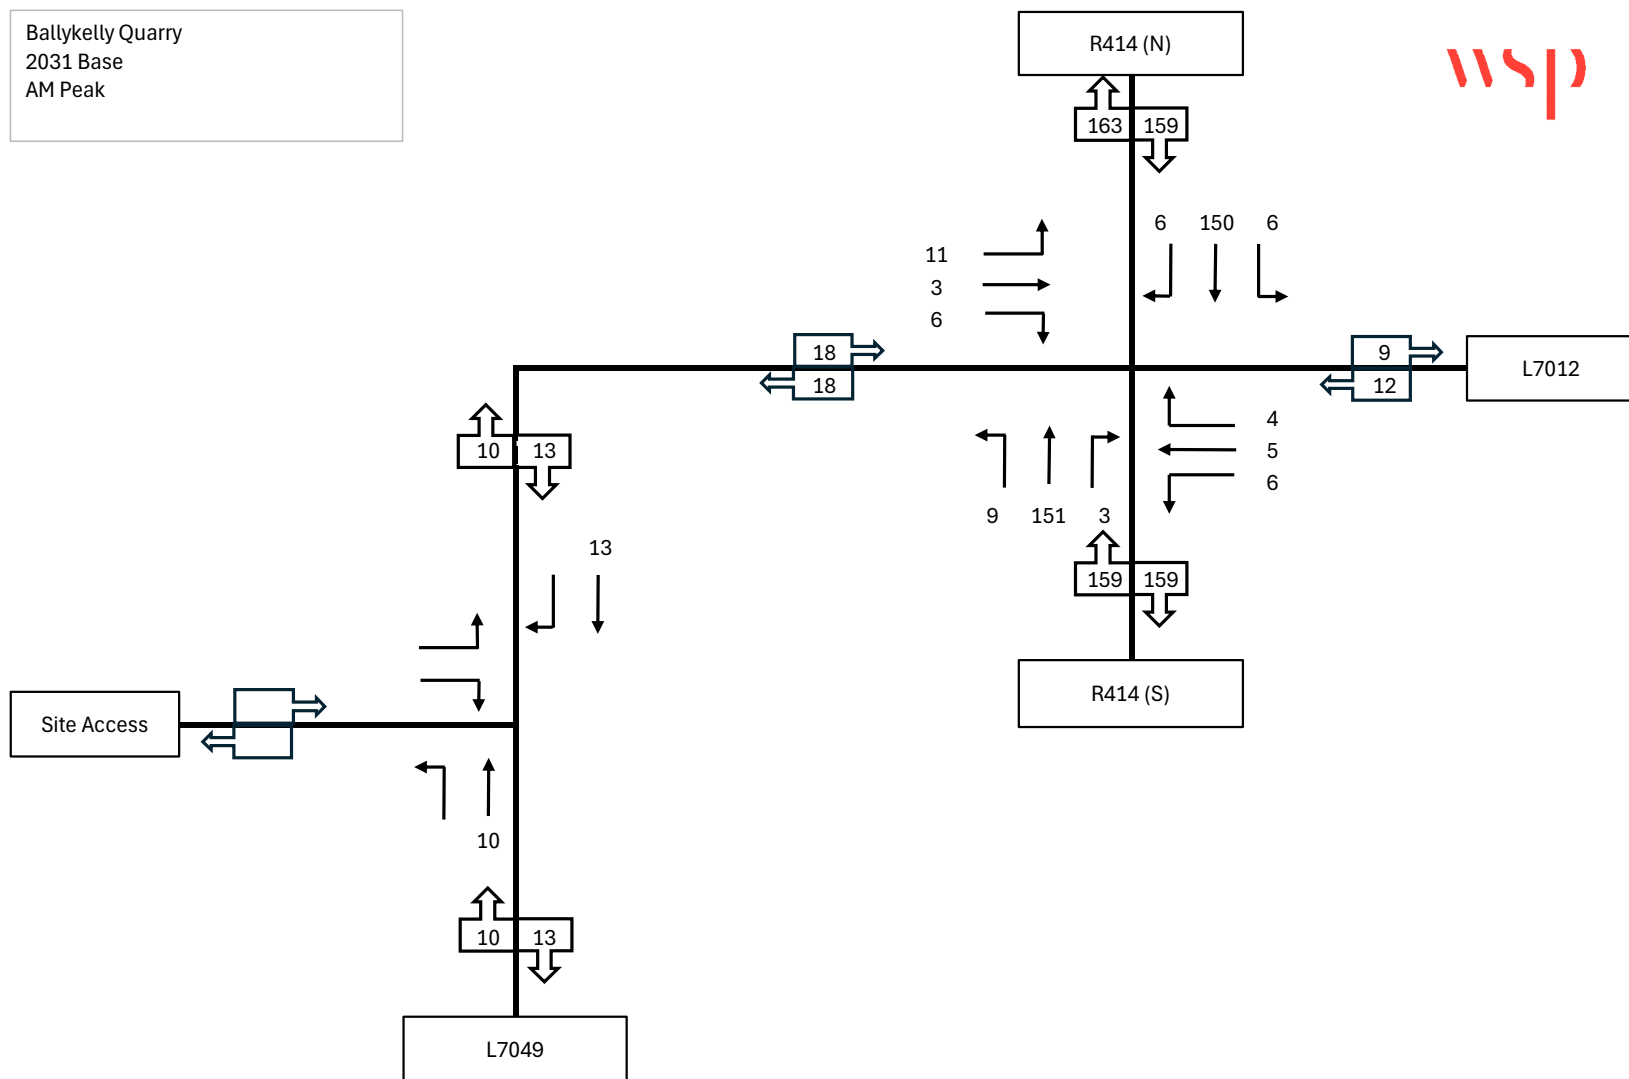 Ballykelly Quarry
2031 Base
AM Peak
R414 (N)
wsp
163 159
6 150 6
11
3
6
18
18
9
12
L7012
4
5
6
10 13
9 151 3
13
159 159
R414 (S)
Site Access
10
10 13
L7049